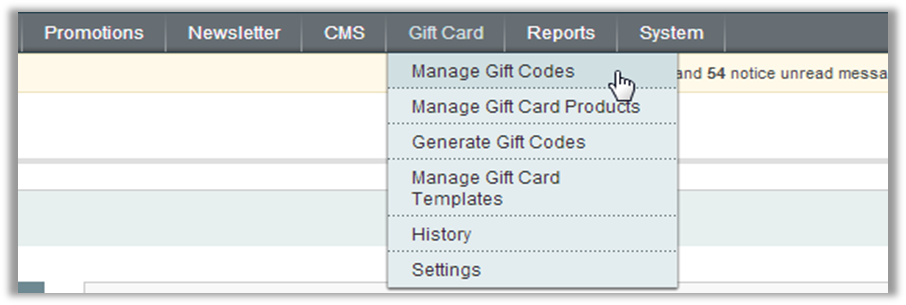 Promotions Newsletter CMS Gift Card Reports System
Manage Gift Codes
and 54 notice unread messa
Manage Gift Card Products
Generate Gift Codes
Manage Gift Card
Templates
History
Settings